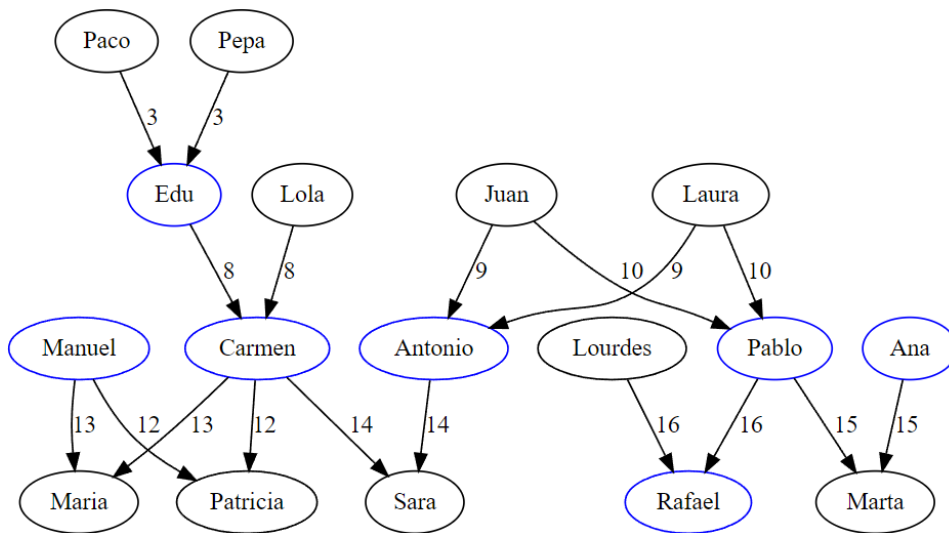 Paco
Pepa
3
3
Edu
Lola
Juan
Laura
8
8
9
10
9
10
Manuel
Carmen
Antonio
Lourdes
Pablo
Ana
13
12
13
12
14
14
16
16
15
15
Maria
Patricia
Sara
Rafael
Marta